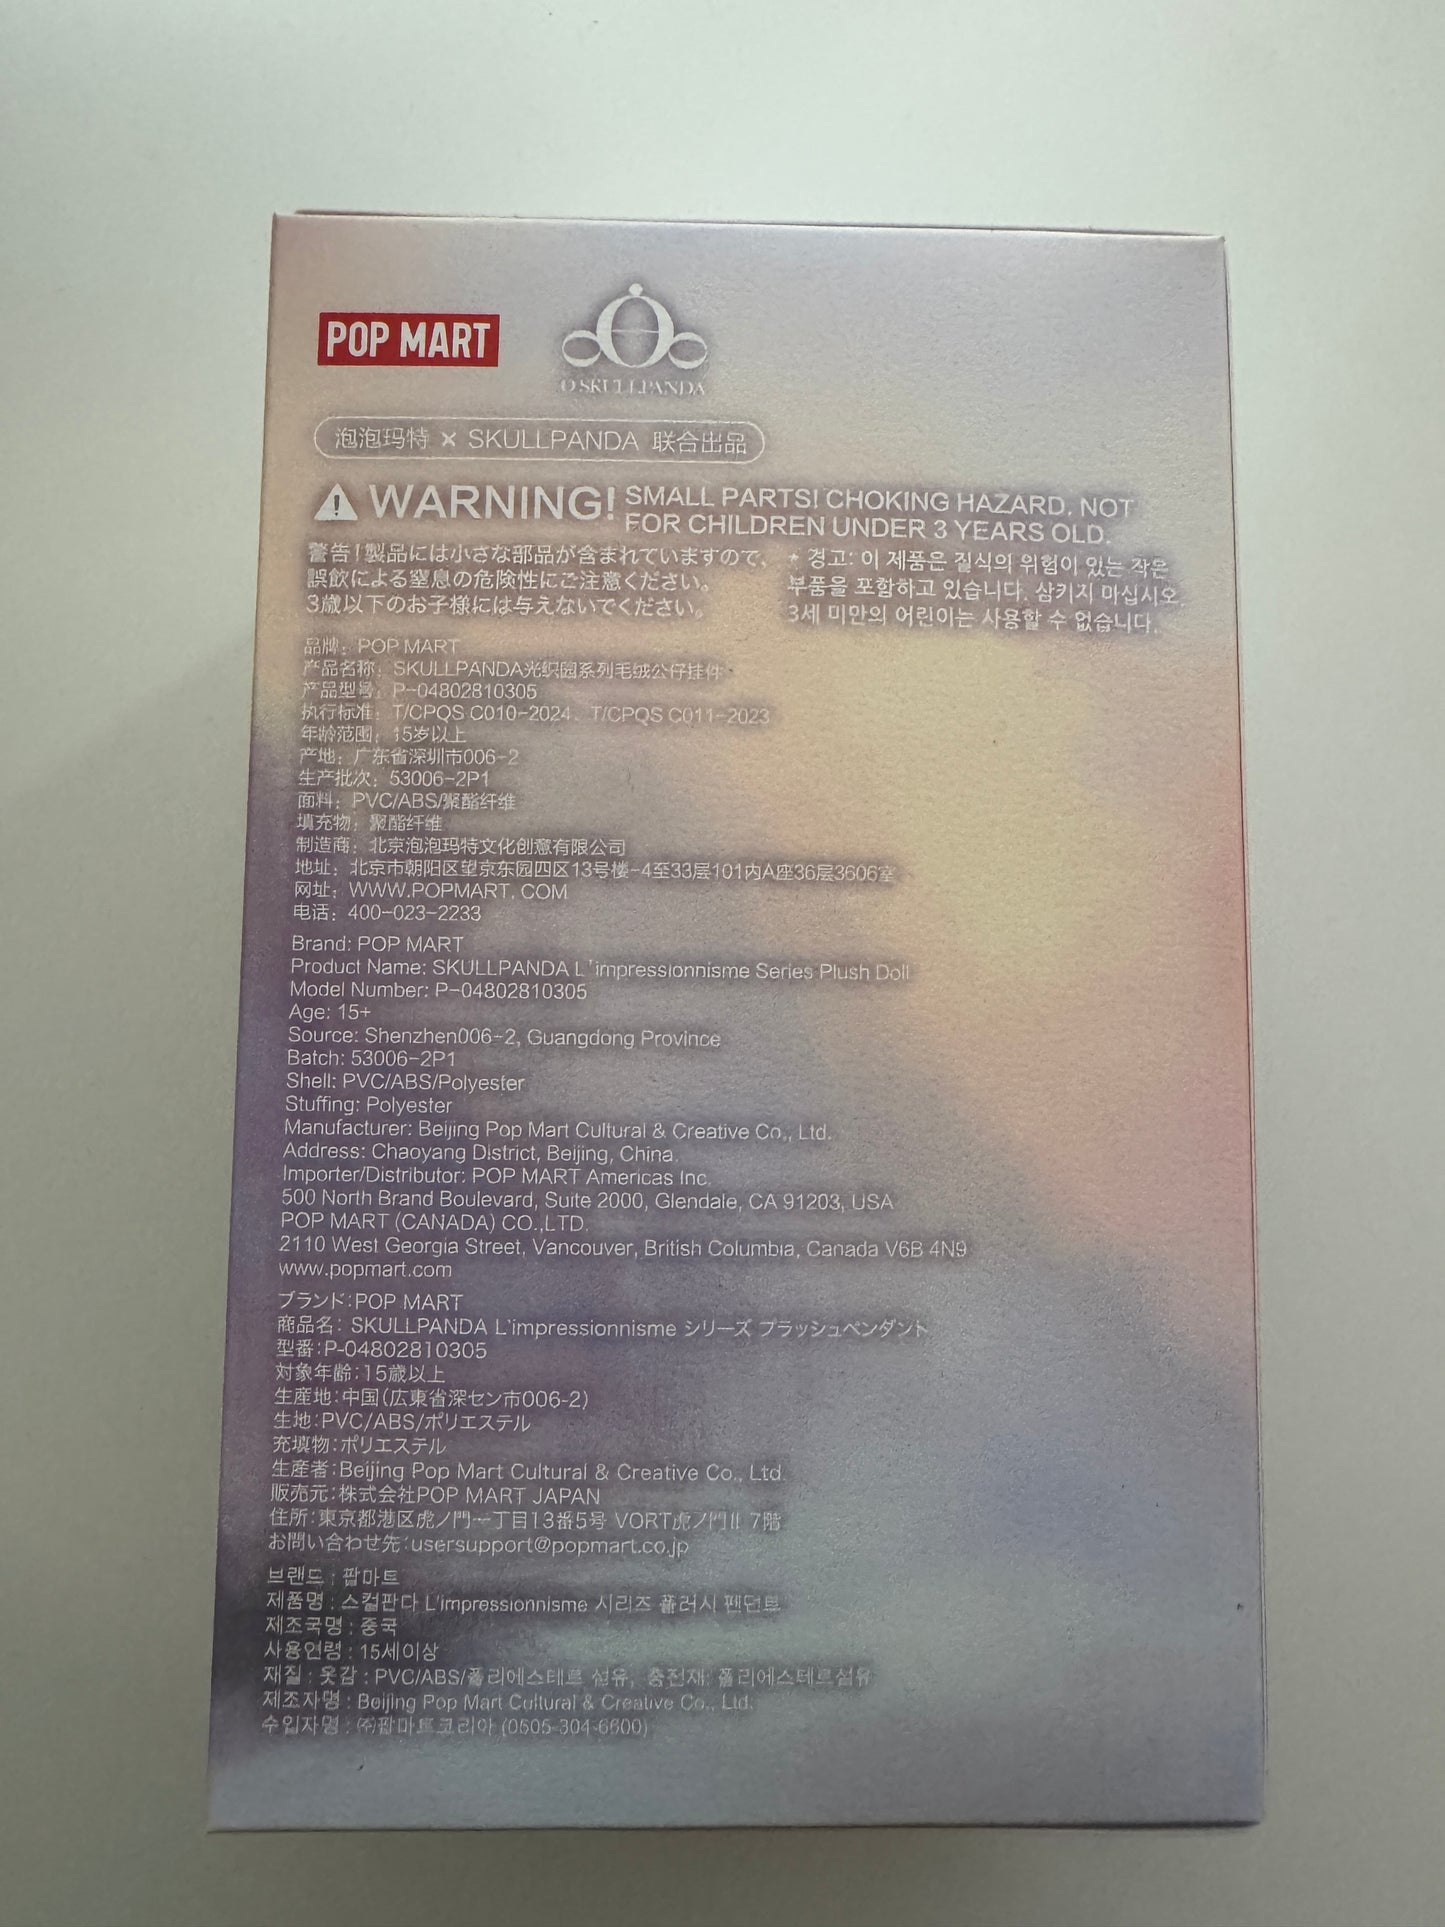 POP MART
O SKULLPANDA
泡泡玛特 × SKULLPANDA 联合出品
WARNING! SMALL PARTS! CHOKING HAZARD. NOT
FOR CHILDREN UNDER 3 YEARS OLD.
警告!製品には小さな部品が含まれていますので、
誤飲による窒息の危険性にご注意ください。
3歳以下のお子様には与えないでください。
* 경고: 이 제품은 질식의 위험이 있는 작은
부품을 포함하고 있습니다. 삼키지 마십시오.
3세 미만의 어린이는 사용할 수 없습니다.
品牌：POP MART
产品名称：SKULLPANDA光织园系列毛绒公仔挂件
产品型号：P-04802810305
执行标准：T/CPQS C010-2024、T/CPQS C011-2023
年龄范围：15岁以上
产地：广东省深圳市006-2
生产批次：53006-2P1
面料：PVC/ABS/聚酯纤维
填充物：聚酯纤维
制造商：北京泡泡玛特文化创意有限公司
地址：北京市朝阳区望京东园四区13号楼-4至33层101内A座36层3606室
网址：WWW.POPMART.COM
电话：400-023-2233
Brand: POP MART
Product Name: SKULLPANDA L'impressionnisme Series Plush Doll
Model Number: P-04802810305
Age: 15+
Source: Shenzhen006-2, Guangdong Province
Batch: 53006-2P1
Shell: PVC/ABS/Polyester
Stuffing: Polyester
Manufacturer: Beijing Pop Mart Cultural & Creative Co., Ltd.
Address: Chaoyang District, Beijing, China.
Importer/Distributor: POP MART Americas Inc.
500 North Brand Boulevard, Suite 2000, Glendale, CA 91203, USA
POP MART (CANADA) CO.,LTD.
2110 West Georgia Street, Vancouver, British Columbia, Canada V6B 4N9
www.popmart.com
ブランド:POP MART
商品名: SKULLPANDA L'impressionnisme シリーズ プラッシュペンダント
型番:P-04802810305
対象年齢:15歳以上
生産地:中国(広東省深セン市006-2)
生地:PVC/ABS/ポリエステル
充填物:ポリエステル
生産者:Beijing Pop Mart Cultural & Creative Co., Ltd.
販売元:株式会社POP MART JAPAN
住所:東京都港区虎ノ門一丁目13番5号 VORT虎ノ門II 7階
お問い合わせ先:usersupport@popmart.co.jp
브랜드 : 팝마트
제품명 : 스컬판다 L'impressionnisme 시리즈 플러시 펜던트
제조국명 : 중국
사용연령 : 15세이상
재질 : 옷감 : PVC/ABS/폴리에스테르 섬유, 충전재: 폴리에스테르섬유
제조자명 : Beijing Pop Mart Cultural & Creative Co., Ltd.
수입자명 : ㈜팝마트코리아 (0505-304-6600)